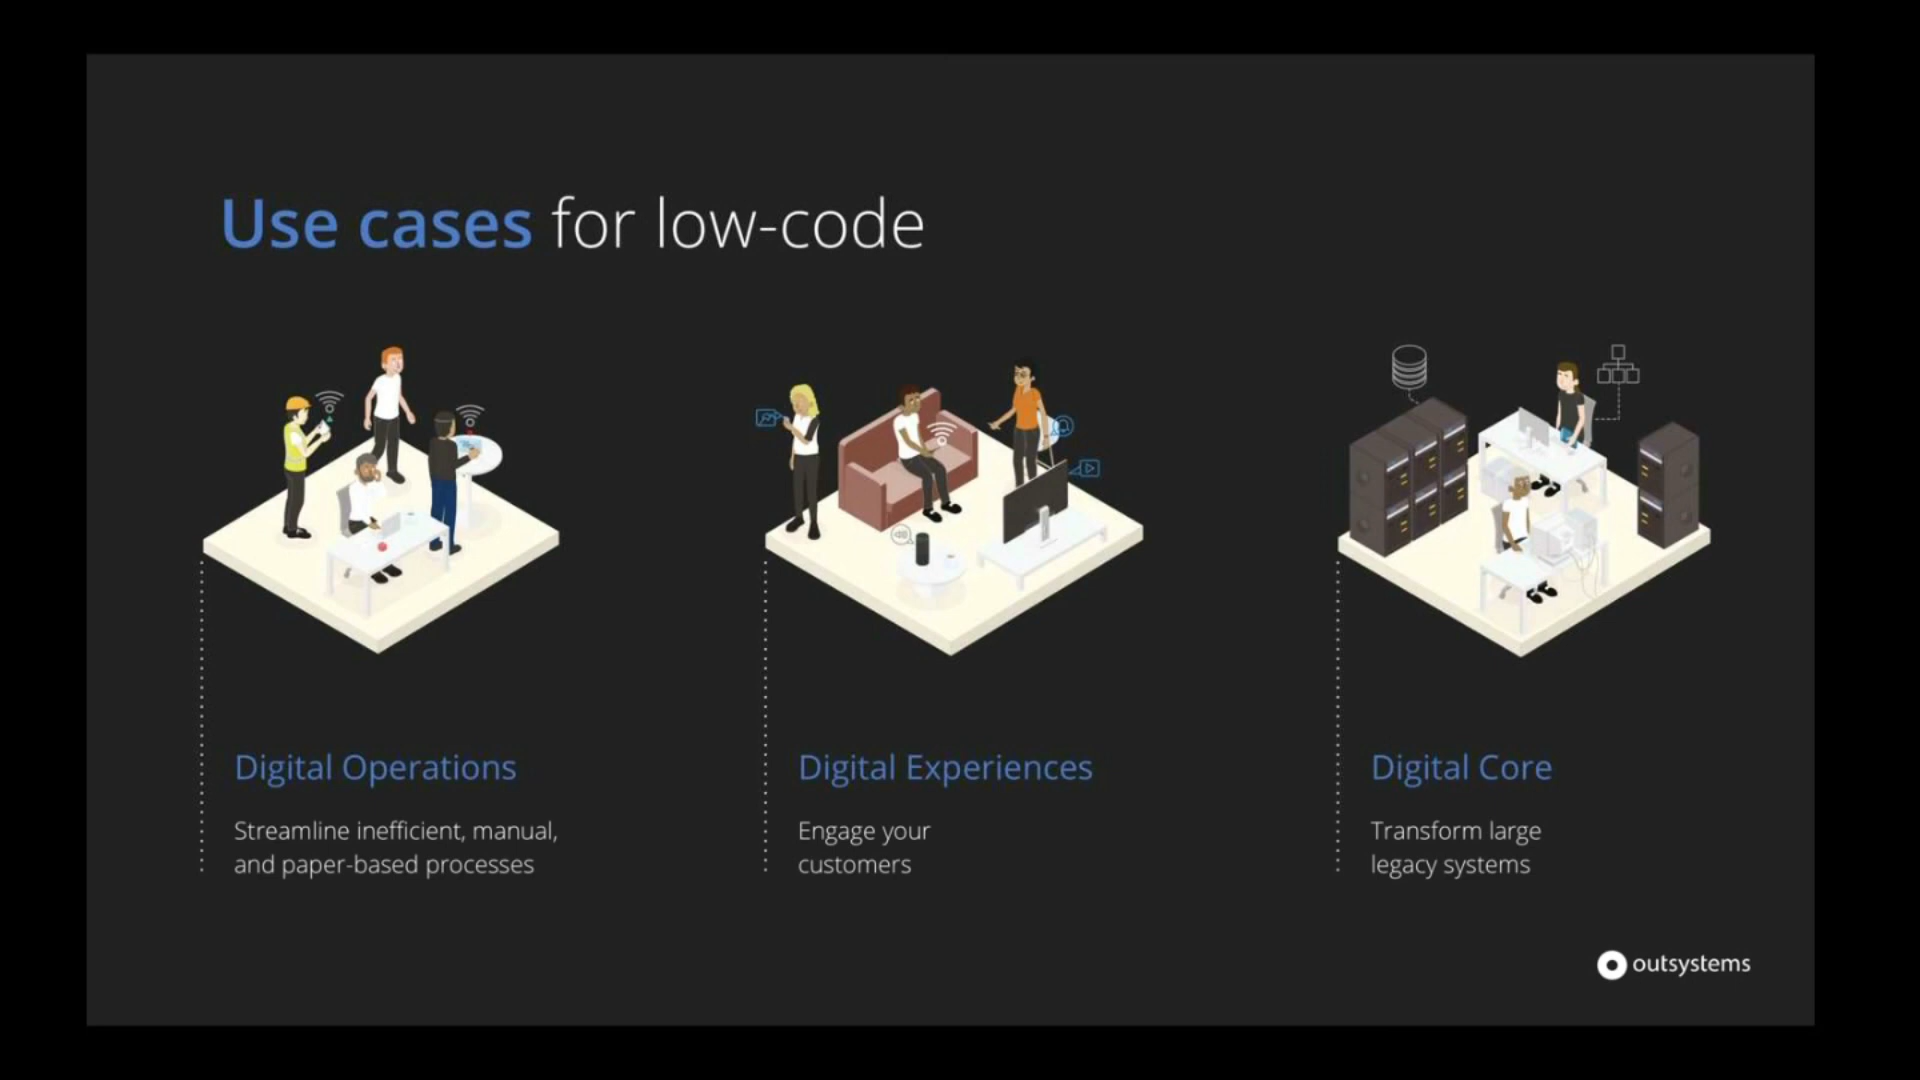 Use cases for low-code
Digital Operations
Streamline inefficient, manual,
and paper-based processes
Digital Experiences
Engage your
customers
Digital Core
Transform large
legacy systems
outsystems